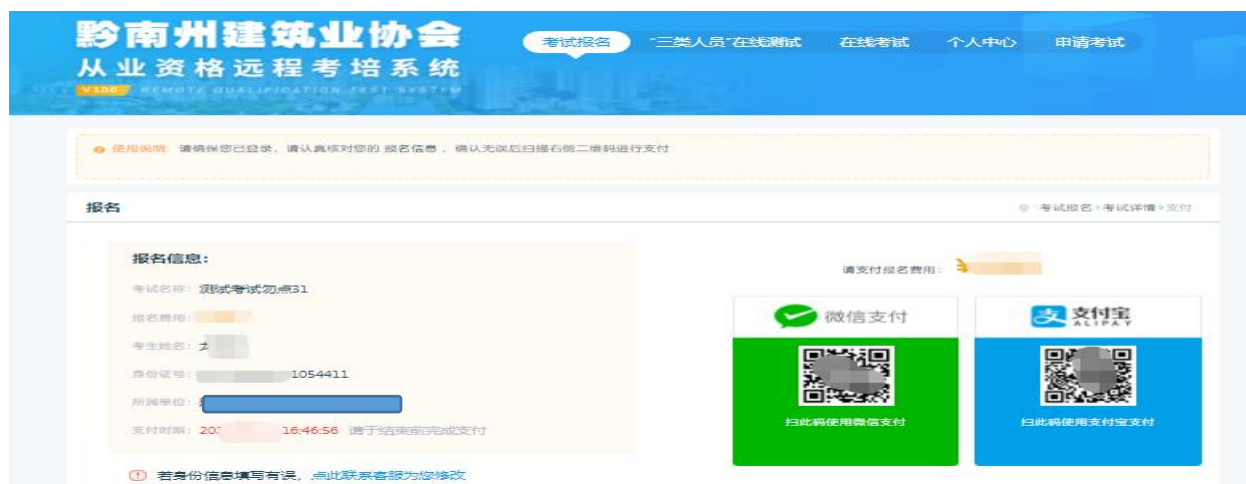 黔南州建筑业协会
考试报名 “三类人员”在线测试 在线考试 个人中心 申请考试
从业资格远程考培系统
V100 REMOTE QUALIFICATION TEST SYSTEM
使用说明: 请确保您已登录,请认真核对您的 报名信息,确认无误后扫描右侧二维码进行支付
报名
考试报名>考试详情>支付
报名信息:
请支付报名费用: ¥
考试名称: 测试考试勿点31
报名费用:
考生姓名:
身份证号: 1054411
所属单位:
支付时限: 20 16:46:56 请于结束前完成支付
微信支付
支付宝
ALIPAY
扫此码使用微信支付
扫此码使用支付宝支付
若身份信息填写有误,点此联系客服为您修改